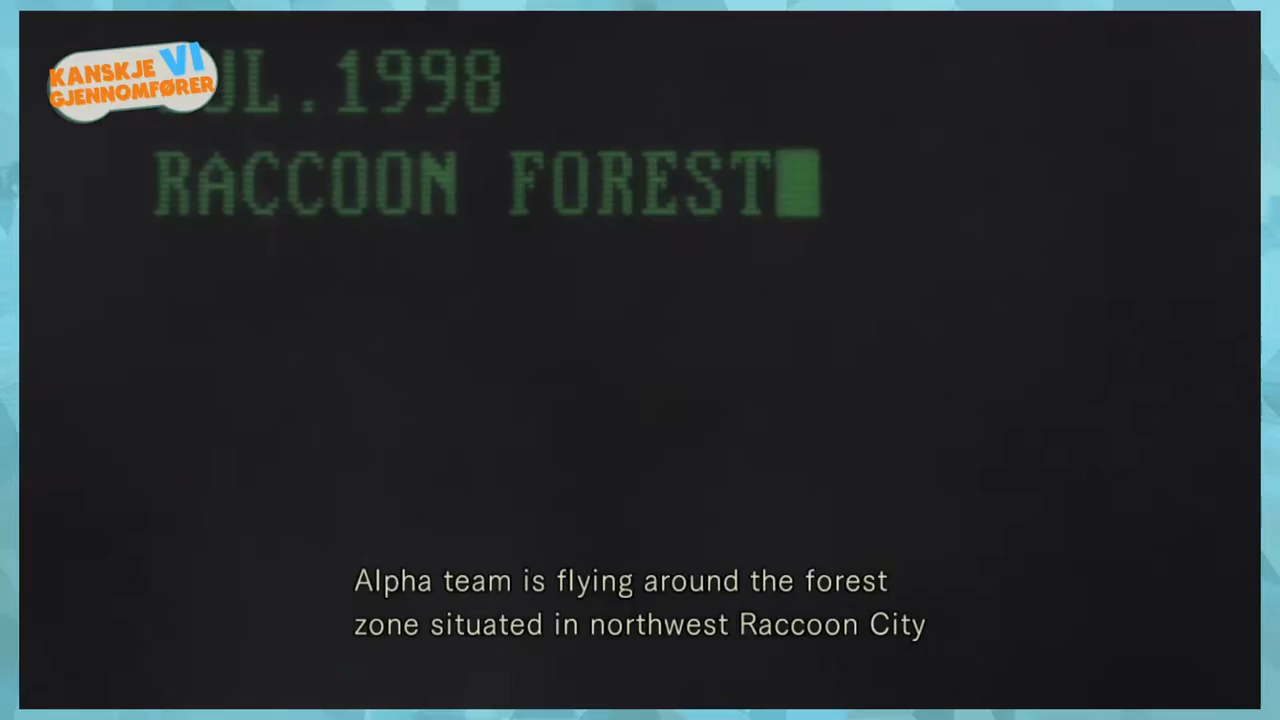 KANSKJE VI
GJENNOMFØRER
UL.1998
RACCOON FOREST
Alpha team is flying around the forest
zone situated in northwest Raccoon City